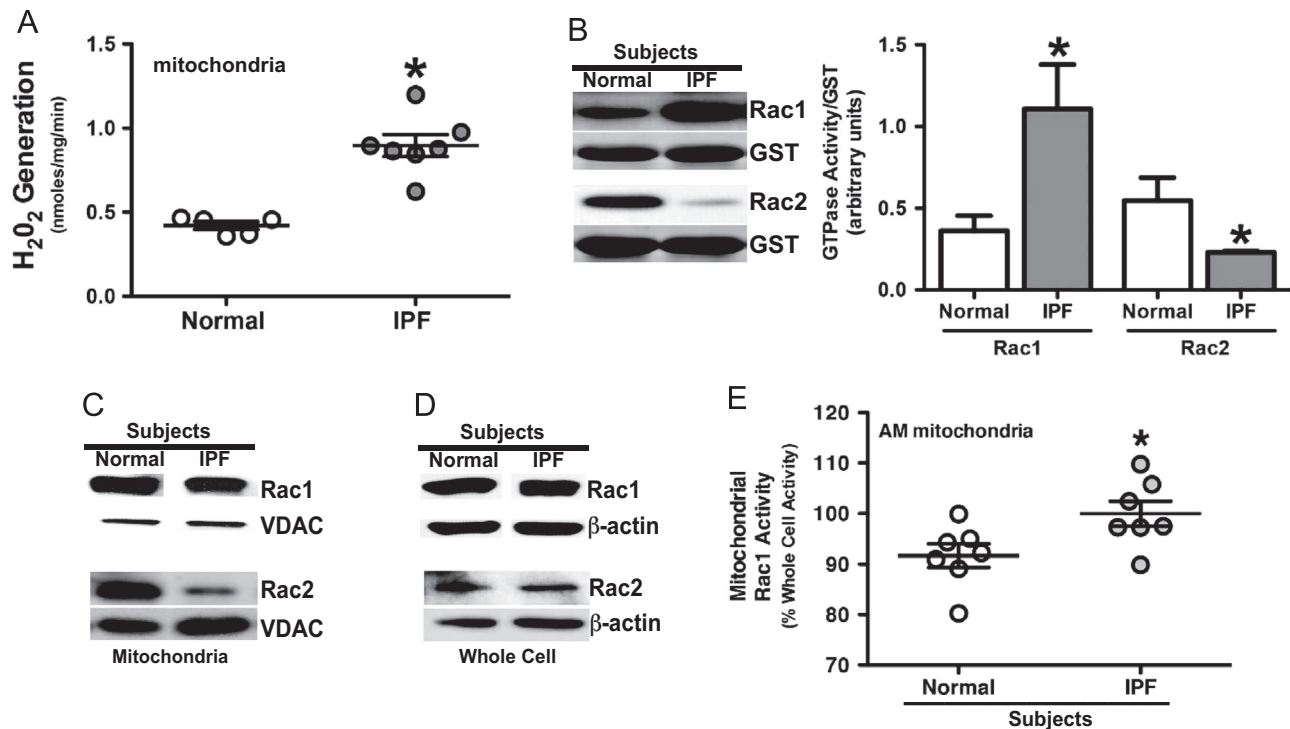 A
H202 Generation
(nmoles/mg/min)
1.5
1.0
0.5
0.0
mitochondria
*
Normal
IPF
B
Subjects
Normal IPF
Rac1
GST
Rac2
GST
GTPase Activity/GST
(arbitrary units)
1.5
1.0
0.5
0.0
*
*
Normal IPF Normal IPF
Rac1 Rac2
C
Subjects
Normal IPF
Rac1
VDAC
Rac2
VDAC
Mitochondria
D
Subjects
Normal IPF
Rac1
β-actin
Rac2
β-actin
Whole Cell
E
Mitochondrial
Rac1 Activity
(% Whole Cell Activity)
120
110
100
90
80
70
AM mitochondria
*
Normal IPF
Subjects